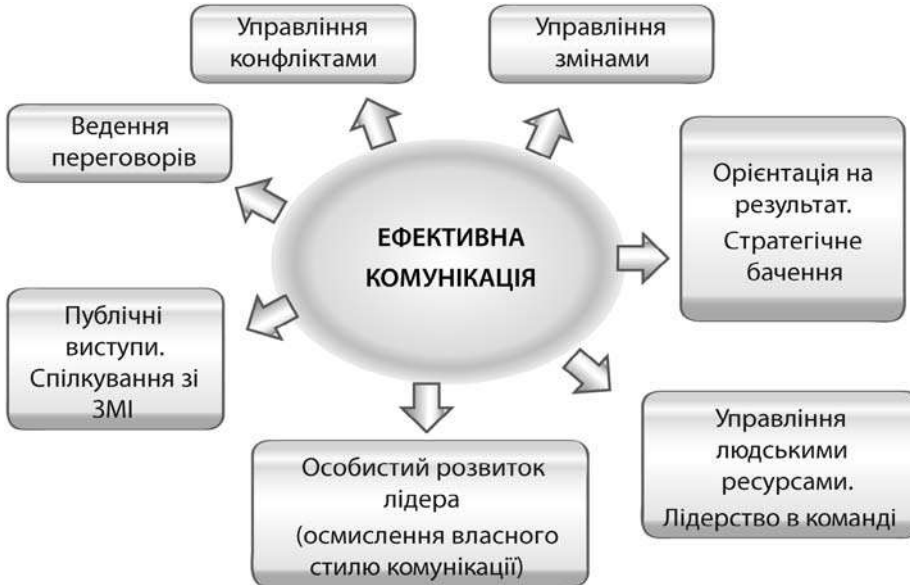 Управління
конфліктами
Управління
змінами
Ведення
переговорів
Орієнтація на
результат.
Стратегічне
бачення
ЕФЕКТИВНА
КОМУНІКАЦІЯ
Публічні
виступи.
Спілкування зі
ЗМІ
Управління
людськими
ресурсами.
Лідерство в команді
Особистий розвиток
лідера
(осмислення власного
стилю комунікації)